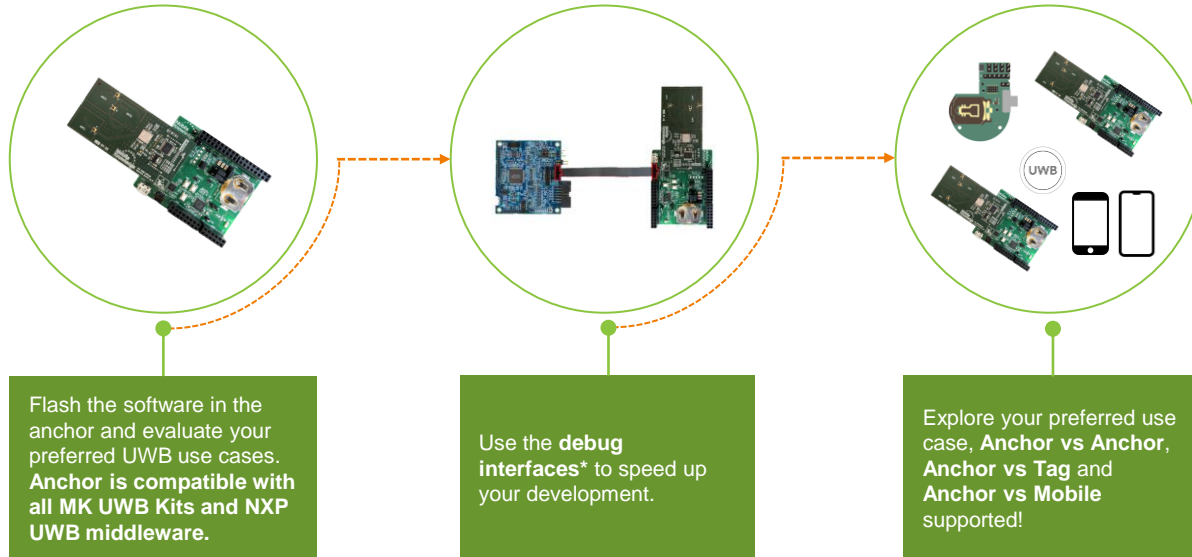 UWB
Flash the software in the
anchor and evaluate your
preferred UWB use cases.
Anchor is compatible with
all MK UWB Kits and NXP
UWB middleware.
Use the debug
interfaces* to speed up
your development.
Explore your preferred use
case, Anchor vs Anchor,
Anchor vs Tag and
Anchor vs Mobile
supported!